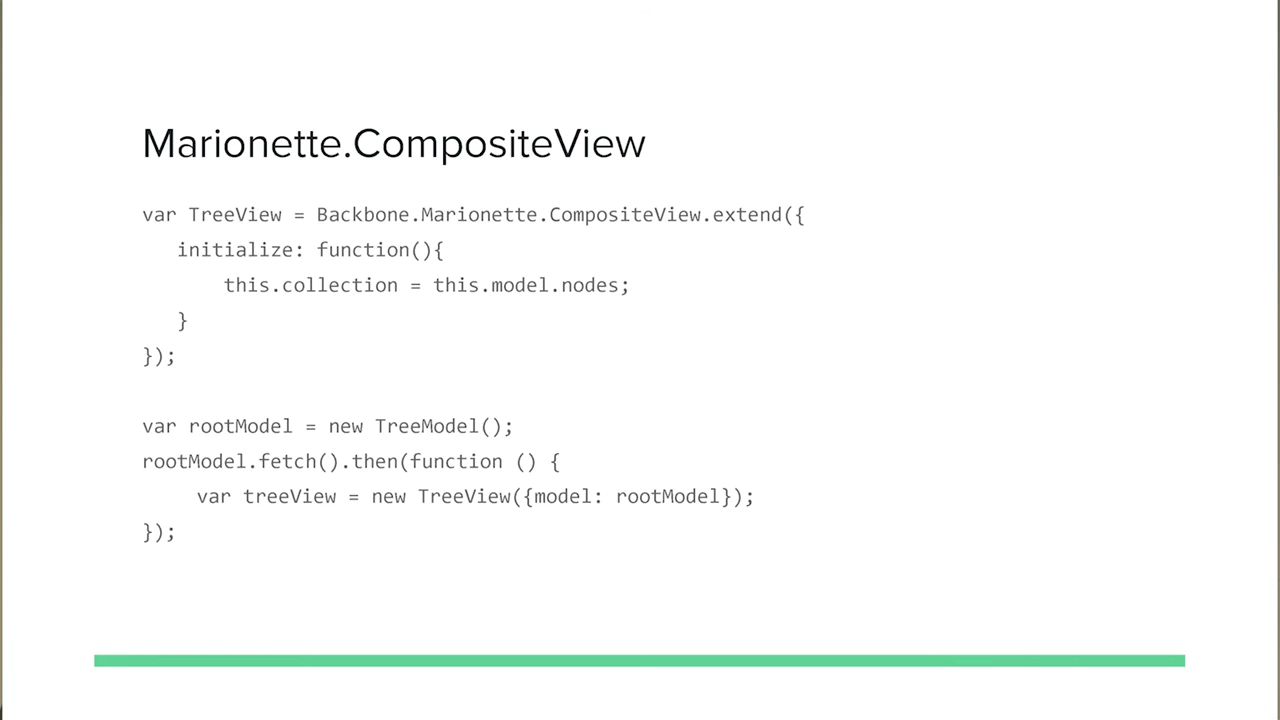 Marionette.CompositeView
var TreeView = Backbone.Marionette.CompositeView.extend({
initialize: function(){
this.collection = this.model.nodes;
}
});
var rootModel = new TreeModel();
rootModel.fetch().then(function () {
var treeView = new TreeView({model: rootModel});
});